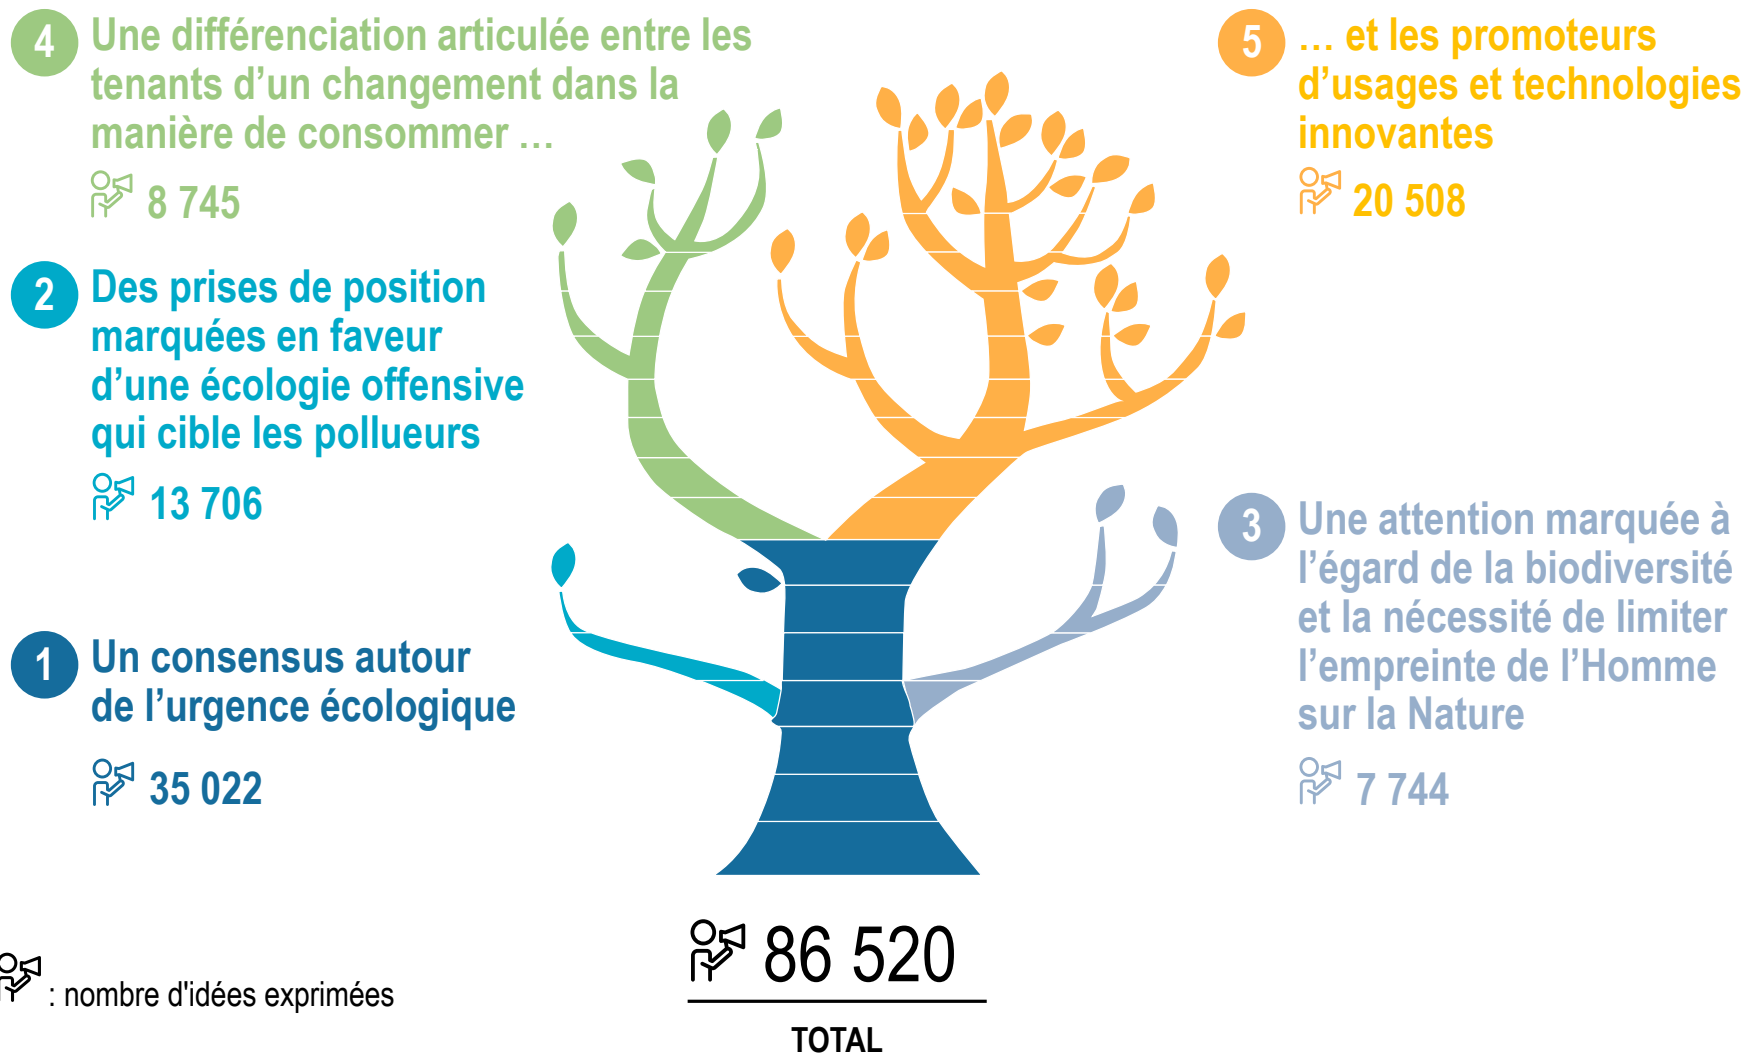 4
Une différenciation articulée entre les
tenants d’un changement dans la
manière de consommer …
8 745
5
… et les promoteurs
d’usages et technologies
innovantes
20 508
2
Des prises de position
marquées en faveur
d’une écologie offensive
qui cible les pollueurs
13 706
3
Une attention marquée à
l’égard de la biodiversité
et la nécessité de limiter
l’empreinte de l’Homme
sur la Nature
7 744
1
Un consensus autour
de l’urgence écologique
35 022
86 520
TOTAL
: nombre d'idées exprimées